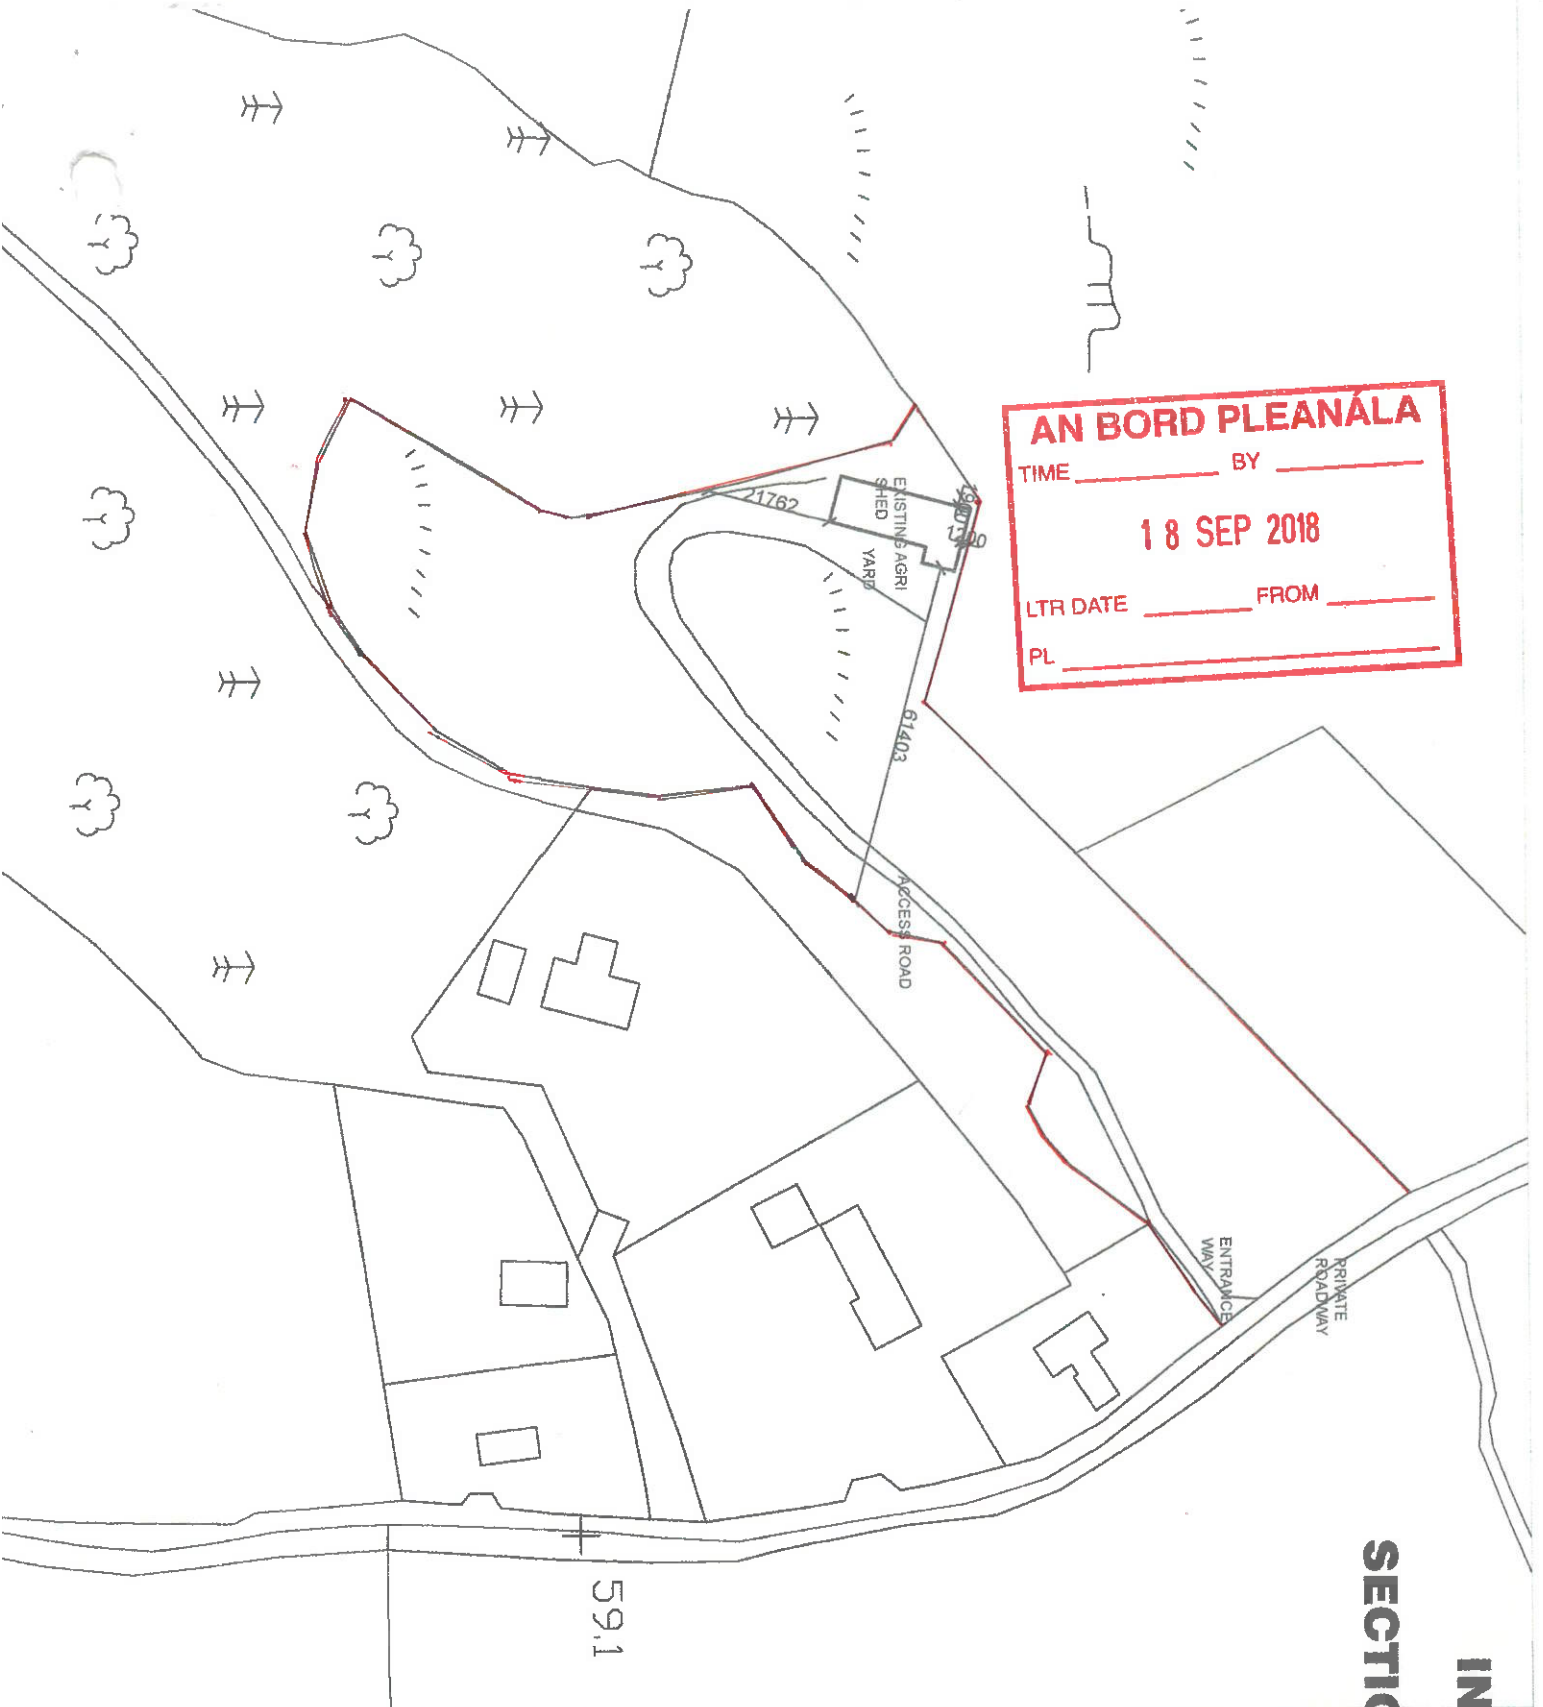 AN BORD PLEANÁLA
TIME BY
18 SEP 2018
LTR DATE FROM
PL
EXISTING AGRI
SHED
YARD
21762
1200
61403
ACCESS ROAD
ENTRANCE
WAY
PRIVATE
ROADWAY
59.1
IN
SECTIO